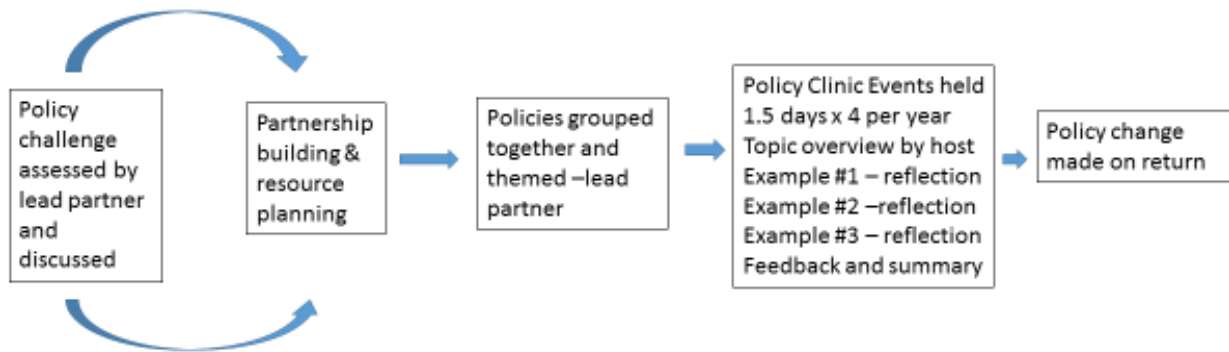 Policy
challenge
assessed by
lead partner
and
discussed
Partnership
building &
resource
planning
Policies grouped
together and
themed –lead
partner
Policy Clinic Events held
1.5 days x 4 per year
Topic overview by host
Example #1 – reflection
Example #2 –reflection
Example #3 – reflection
Feedback and summary
Policy change
made on return